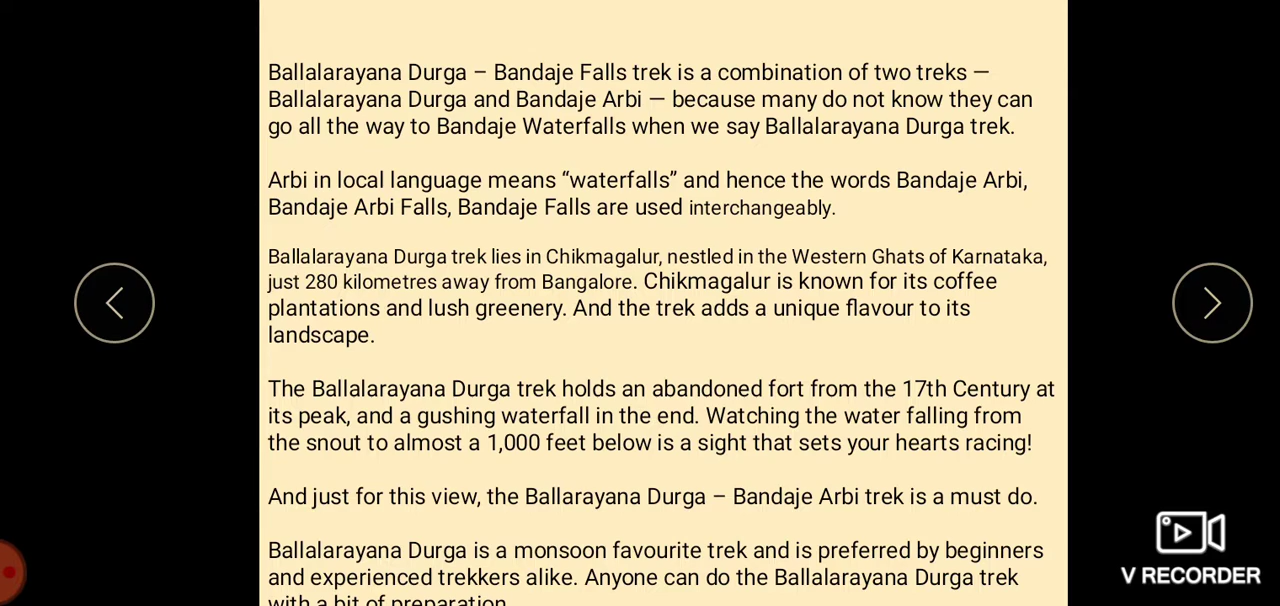 Ballalarayana Durga – Bandaje Falls trek is a combination of two treks —
Ballalarayana Durga and Bandaje Arbi — because many do not know they can
go all the way to Bandaje Waterfalls when we say Ballalarayana Durga trek.
Arbi in local language means “waterfalls” and hence the words Bandaje Arbi,
Bandaje Arbi Falls, Bandaje Falls are used interchangeably.
Ballalarayana Durga trek lies in Chikmagalur, nestled in the Western Ghats of Karnataka,
just 280 kilometres away from Bangalore. Chikmagalur is known for its coffee
plantations and lush greenery. And the trek adds a unique flavour to its
landscape.
The Ballalarayana Durga trek holds an abandoned fort from the 17th Century at
its peak, and a gushing waterfall in the end. Watching the water falling from
the snout to almost a 1,000 feet below is a sight that sets your hearts racing!
And just for this view, the Ballarayana Durga – Bandaje Arbi trek is a must do.
Ballalarayana Durga is a monsoon favourite trek and is preferred by beginners
and experienced trekkers alike. Anyone can do the Ballalarayana Durga trek
with a bit of preparation.
V RECORDER